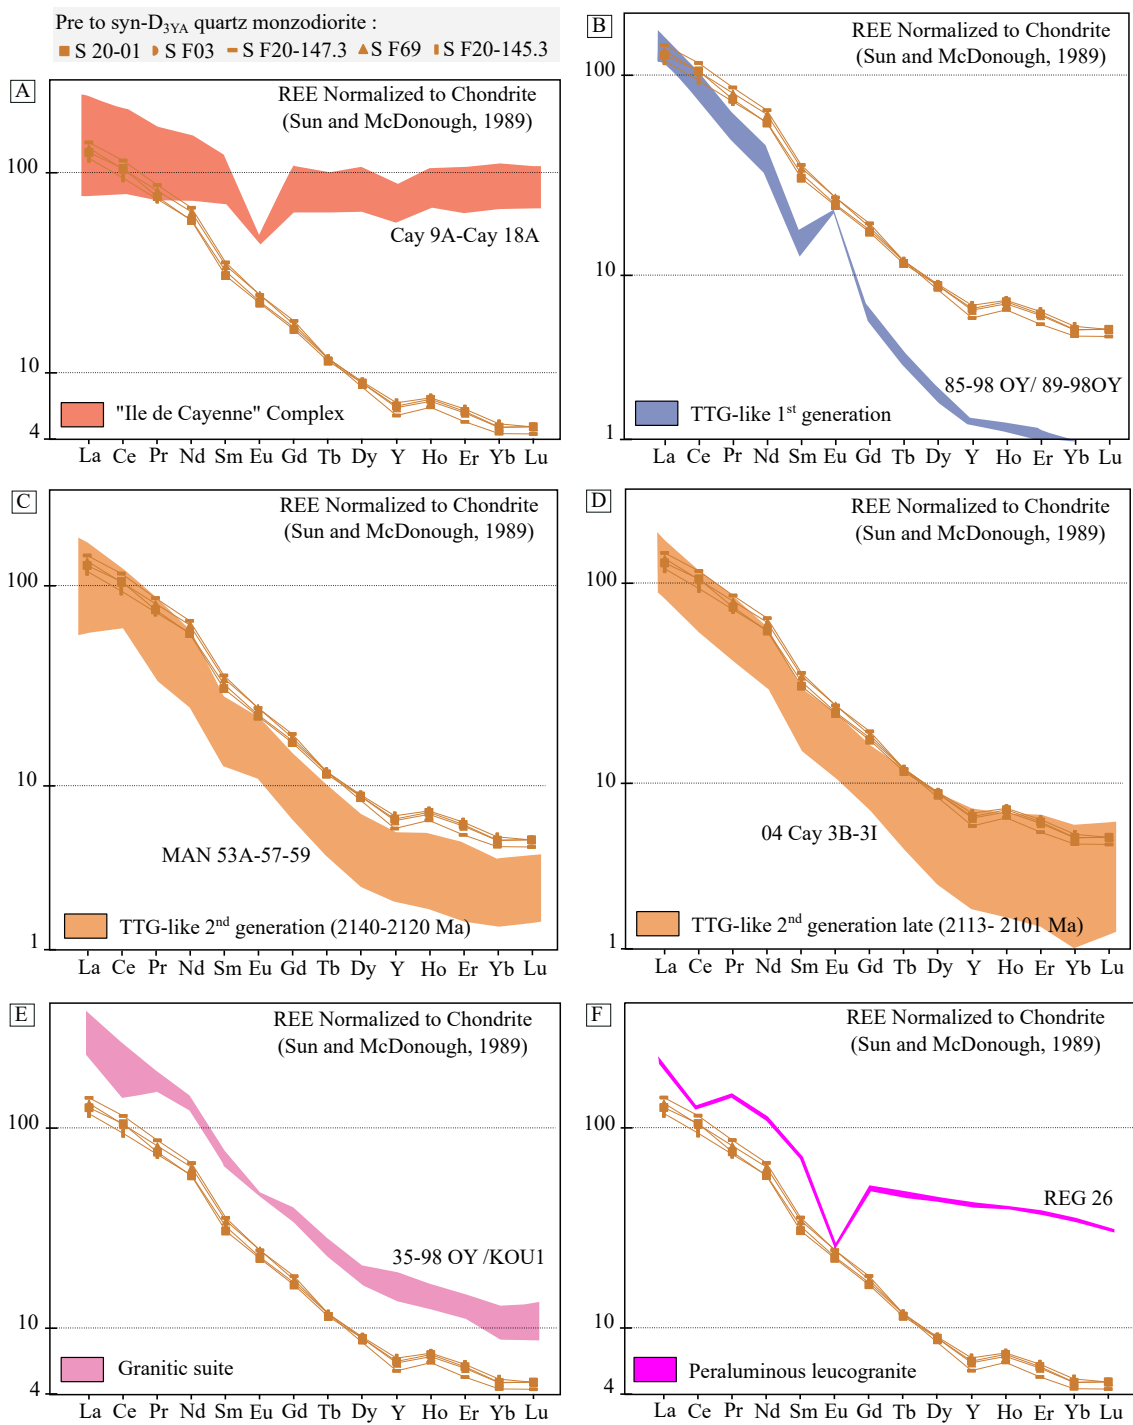 Pre to syn-D3YA quartz monzodiorite :
S 20-01 S F03 S F20-147.3 S F69 S F20-145.3
A
REE Normalized to Chondrite
(Sun and McDonough, 1989)
100
10
4
Cay 9A-Cay 18A
"Ile de Cayenne" Complex
La Ce Pr Nd Sm Eu Gd Tb Dy Y Ho Er Yb Lu
B
REE Normalized to Chondrite
(Sun and McDonough, 1989)
100
10
1
85-98 OY/ 89-98OY
TTG-like 1st generation
La Ce Pr Nd Sm Eu Gd Tb Dy Y Ho Er Yb Lu
C
REE Normalized to Chondrite
(Sun and McDonough, 1989)
100
10
1
MAN 53A-57-59
TTG-like 2nd generation (2140-2120 Ma)
La Ce Pr Nd Sm Eu Gd Tb Dy Y Ho Er Yb Lu
D
REE Normalized to Chondrite
(Sun and McDonough, 1989)
100
10
1
04 Cay 3B-3I
TTG-like 2nd generation late (2113- 2101 Ma)
La Ce Pr Nd Sm Eu Gd Tb Dy Y Ho Er Yb Lu
E
REE Normalized to Chondrite
(Sun and McDonough, 1989)
100
10
4
35-98 OY /KOU1
Granitic suite
La Ce Pr Nd Sm Eu Gd Tb Dy Y Ho Er Yb Lu
F
REE Normalized to Chondrite
(Sun and McDonough, 1989)
100
10
4
REG 26
Peraluminous leucogranite
La Ce Pr Nd Sm Eu Gd Tb Dy Y Ho Er Yb Lu